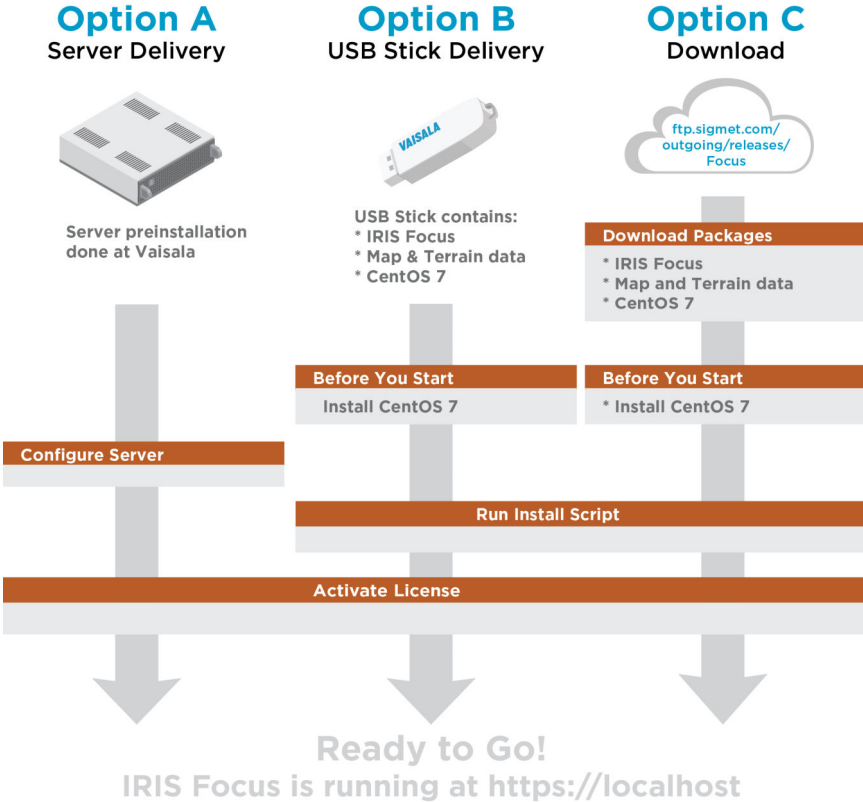 Option A
Server Delivery
Server preinstallation
done at Vaisala
Option B
USB Stick Delivery
VAISALA
USB Stick contains:
* IRIS Focus
* Map & Terrain data
* CentOS 7
Option C
Download
ftp.sigmet.com/
outgoing/releases/
Focus
Download Packages
* IRIS Focus
* Map and Terrain data
* CentOS 7
Before You Start
Install CentOS 7
Before You Start
* Install CentOS 7
Configure Server
Run Install Script
Activate License
Ready to Go!
IRIS Focus is running at https://localhost